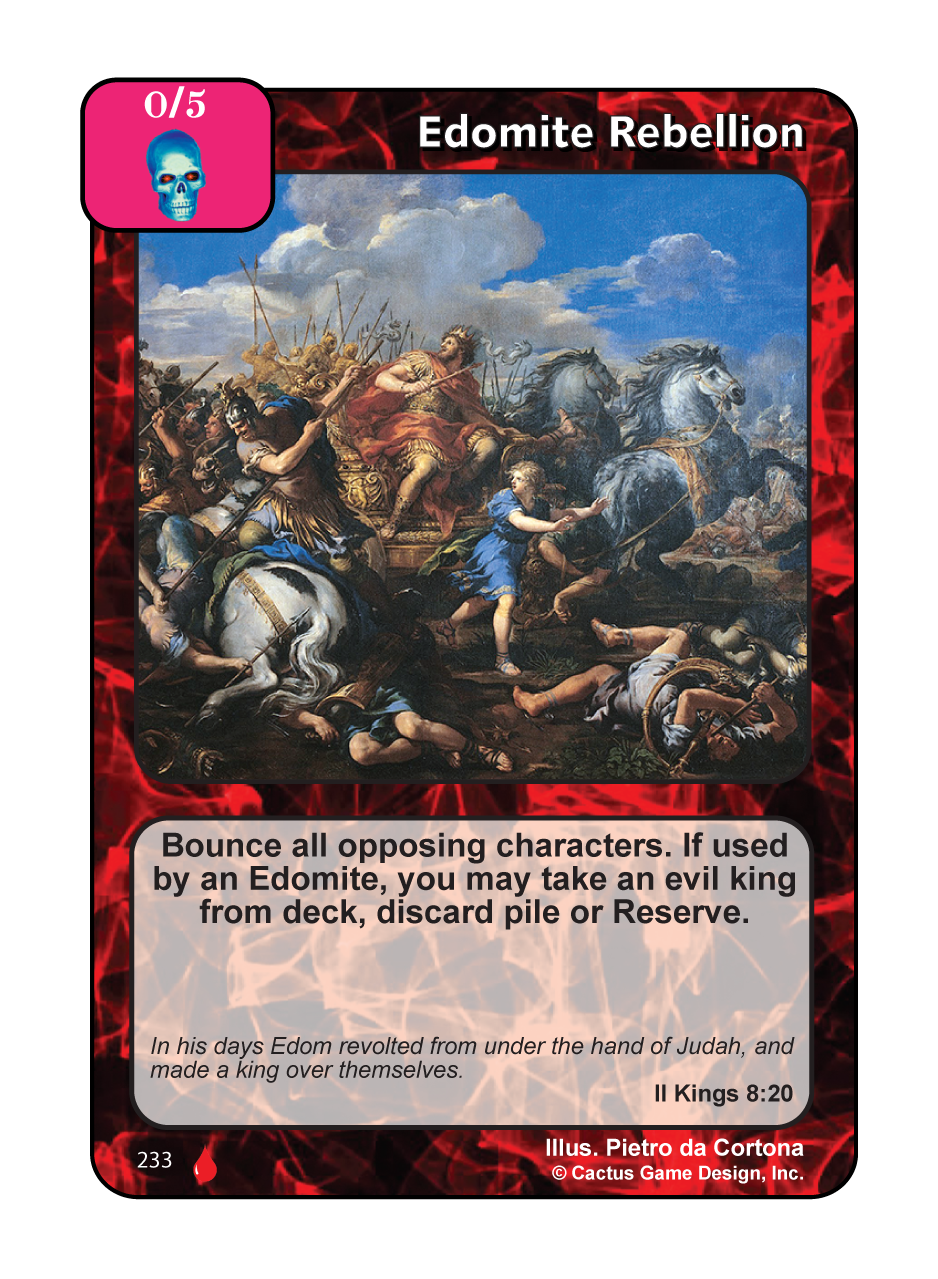 0/5
Edomite Rebellion
Bounce all opposing characters. If used
by an Edomite, you may take an evil king
from deck, discard pile or Reserve.
In his days Edom revolted from under the hand of Judah, and
made a king over themselves.
II Kings 8:20
233
Illus. Pietro da Cortona
© Cactus Game Design, Inc.